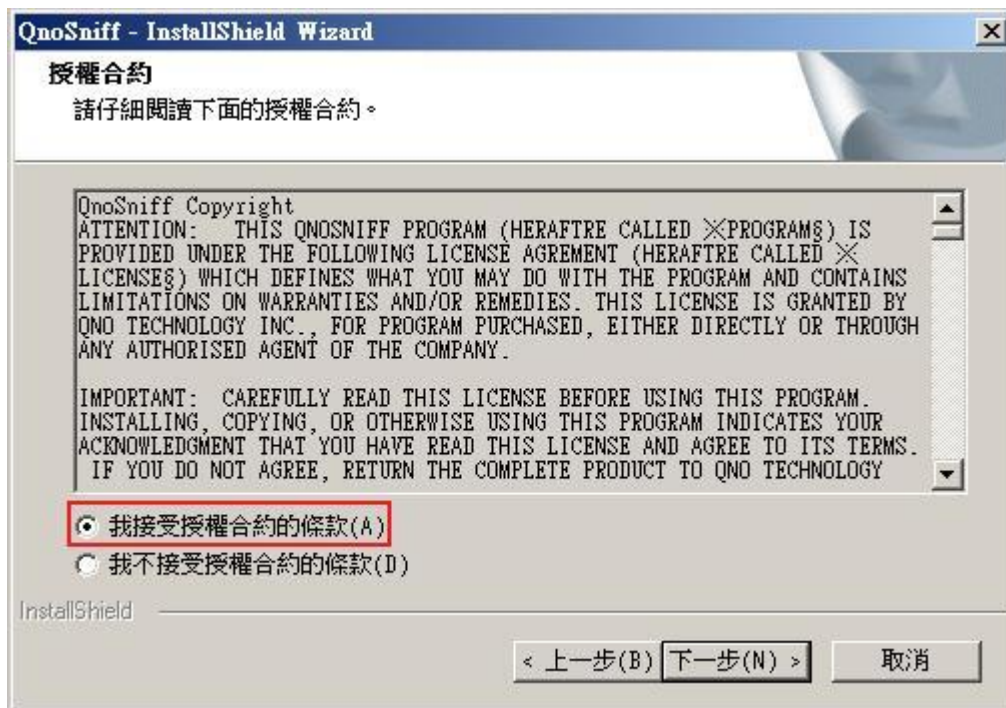 QnoSniff - InstallShield Wizard
授權合約
請仔細閱讀下面的授權合約。
QnoSniff Copyright
ATTENTION:  THIS QNOSNIFF PROGRAM (HERAFTRE CALLED ※PROGRAM§) IS
PROVIDED UNDER THE FOLLOWING LICENSE AGREMENT (HERAFTRE CALLED ※
LICENSE§) WHICH DEFINES WHAT YOU MAY DO WITH THE PROGRAM AND CONTAINS
LIMITATIONS ON WARRANTIES AND/OR REMEDIES. THIS LICENSE IS GRANTED BY
QNO TECHNOLOGY INC., FOR PROGRAM PURCHASED, EITHER DIRECTLY OR THROUGH
ANY AUTHORISED AGENT OF THE COMPANY.
IMPORTANT:  CAREFULLY READ THIS LICENSE BEFORE USING THIS PROGRAM.
INSTALLING, COPYING, OR OTHERWISE USING THIS PROGRAM INDICATES YOUR
ACKNOWLEDGMENT THAT YOU HAVE READ THIS LICENSE AND AGREE TO ITS TERMS.
IF YOU DO NOT AGREE, RETURN THE COMPLETE PRODUCT TO QNO TECHNOLOGY
我接受授權合約的條款(A)
我不接受授權合約的條款(D)
InstallShield
< 上一步(B) 下一步(N) > 取消